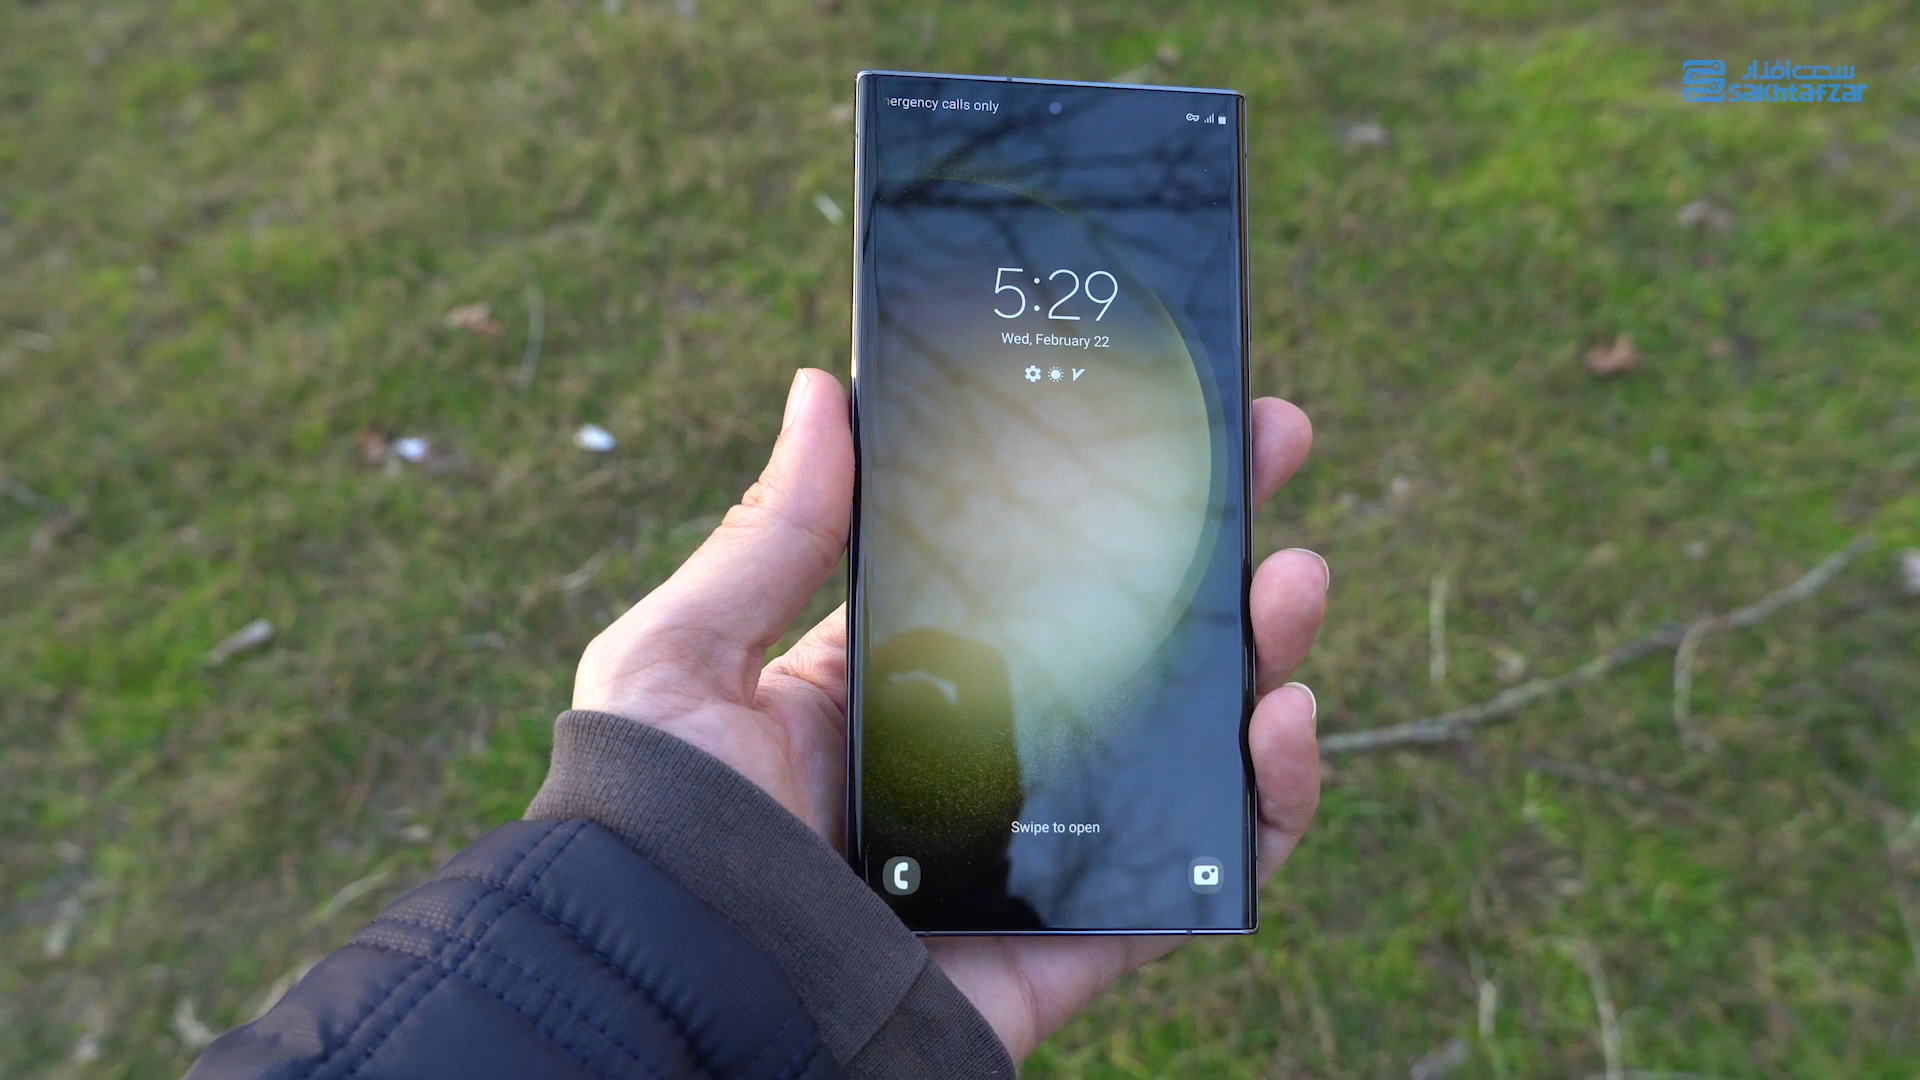 سخت‌افزار
sakhtafzar
ergency calls only
5:29
Wed, February 22
Swipe to open